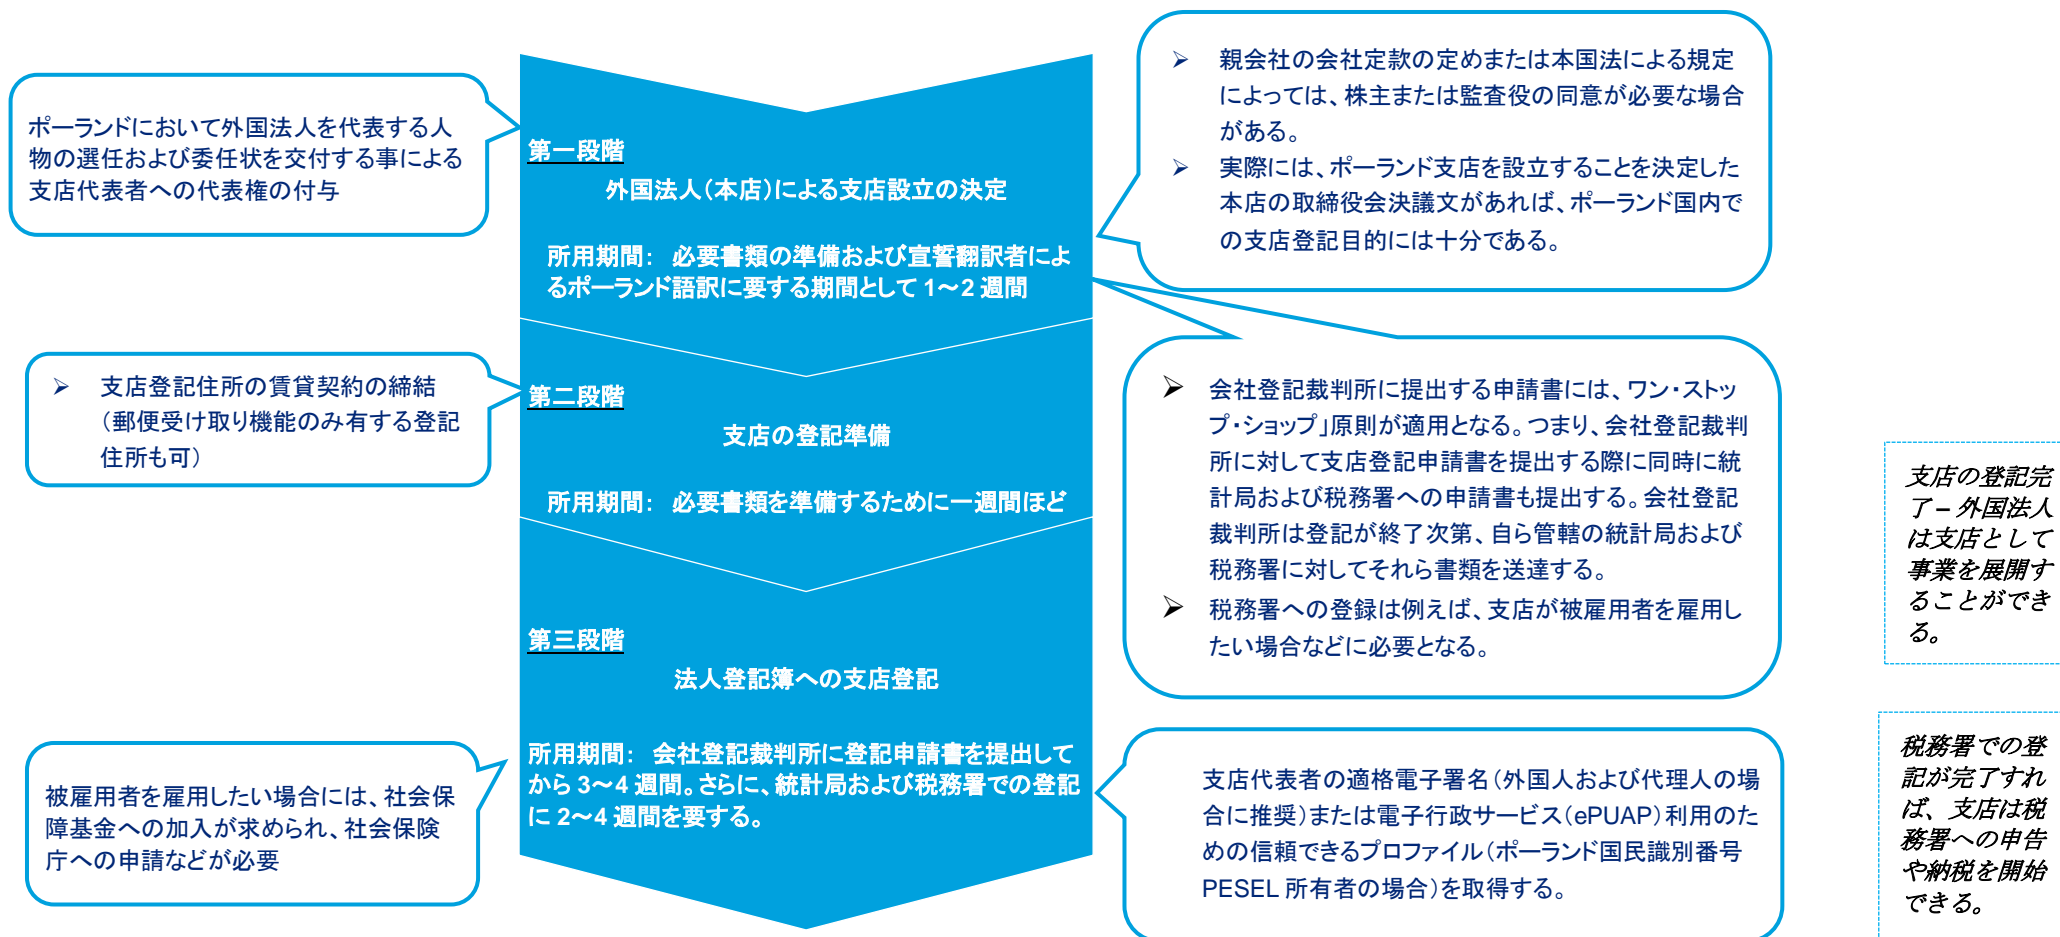 ポーランドにおいて外国法人を代表する人
物の選任および委任状を交付する事による
支店代表者への代表権の付与
第一段階
外国法人（本店）による支店設立の決定
所用期間： 必要書類の準備および宣誓翻訳者によ
るポーランド語訳に要する期間として 1～2 週間
➢ 親会社の会社定款の定めまたは本国法による規定
によっては、株主または監査役の同意が必要な場合
がある。
➢ 実際には、ポーランド支店を設立することを決定した
本店の取締役会決議文があれば、ポーランド国内で
の支店登記目的には十分である。
➢ 支店登記住所の賃貸契約の締結
（郵便受け取り機能のみ有する登記
住所も可）
第二段階
支店の登記準備
所用期間： 必要書類を準備するために一週間ほど
➢ 会社登記裁判所に提出する申請書には、ワン・ストッ
プ・ショップ」原則が適用となる。つまり、会社登記裁判
所に対して支店登記申請書を提出する際に同時に統
計局および税務署への申請書も提出する。会社登記
裁判所は登記が終了次第、自ら管轄の統計局および
税務署に対してそれら書類を送達する。
➢ 税務署への登録は例えば、支店が被雇用者を雇用し
たい場合などに必要となる。
第三段階
法人登記簿への支店登記
所用期間： 会社登記裁判所に登記申請書を提出して
から 3～4 週間。さらに、統計局および税務署での登記
に 2～4 週間を要する。
被雇用者を雇用したい場合には、社会保
障基金への加入が求められ、社会保険
庁への申請などが必要
支店代表者の適格電子署名（外国人および代理人の場
合に推奨）または電子行政サービス（ePUAP）利用のた
めの信頼できるプロファイル（ポーランド国民識別番号
PESEL 所有者の場合）を取得する。
支店の登記完
了 – 外国法人
は支店として
事業を展開す
ることができ
る。
税務署での登
記が完了すれ
ば、支店は税
務署への申告
や納税を開始
できる。